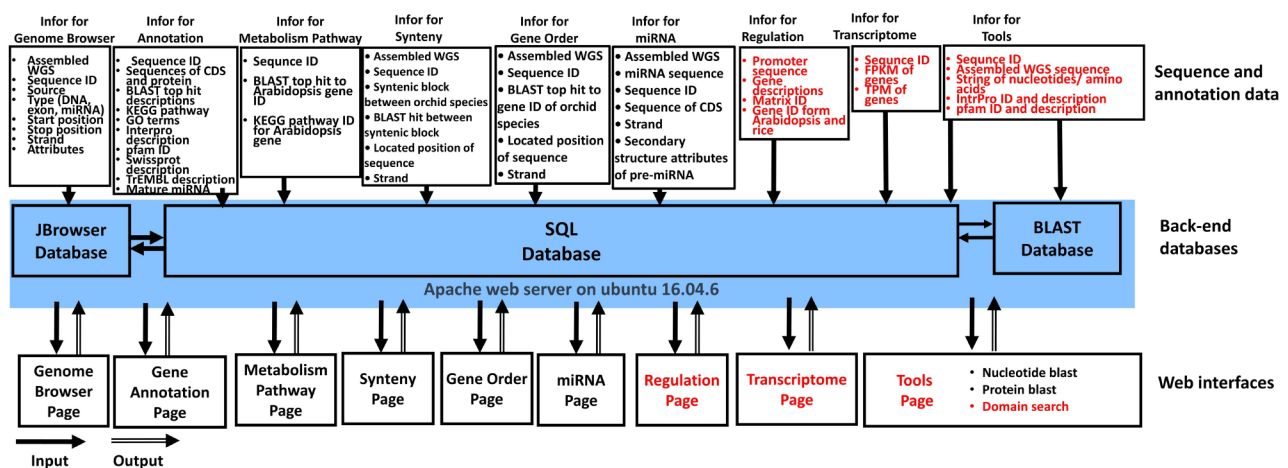 Infor for
Genome Browser
Infor for
Annotation
Infor for
Metabolism Pathway
Infor for
Synteny
Infor for
Gene Order
Infor for
miRNA
Infor for
Regulation
Infor for
Transcriptome
Infor for
Tools
• Assembled
WGS
• Sequence ID
• Source
• Type (DNA,
exon, miRNA)
• Start position
• Stop position
• Strand
• Attributes
• Sequence ID
• Sequences of CDS
and protein
• BLAST top hit
descriptions
• KEGG pathway
• GO terms
• Interpro
description
• pfam ID
• Swissprot
description
• TrEMBL description
• Mature miRNA
• Sequnce ID
• BLAST top hit to
Arabidopsis gene
ID
• KEGG pathway
ID for Arabidopsis
gene
• Assembled WGS
• Sequence ID
• Syntenic block
between orchid species
• BLAST hit between
syntenic block
• Located position of
sequence
• Strand
• Assembled WGS
• Sequence ID
• BLAST top hit to
gene ID of orchid
species
• Located position
of sequence
• Strand
• Assembled WGS
• miRNA sequence
• Sequence ID
• Sequence of CDS
• Strand
• Secondary
structure attributes
of pre-miRNA
• Promoter
sequence
• Gene
descriptions
• Matrix ID
• Gene ID form
Arabidopsis and
rice
• Sequnce ID
• FPKM of
genes
• TPM of
genes
• Sequence ID
• Assembled WGS sequence
• String of nucleotides/ amino
acids
• IntrPro ID and description
• pfam ID and description
Sequence and
annotation data
JBrowser
Database
SQL
Database
BLAST
Database
Back-end
databases
Apache web server on ubuntu 16.04.6
Genome
Browser
Page
Gene
Annotation
Page
Metabolism
Pathway
Page
Synteny
Page
Gene Order
Page
miRNA
Page
Regulation
Page
Transcriptome
Page
Tools
Page
• Nucleotide blast
• Protein blast
• Domain search
Web interfaces
Input
Output